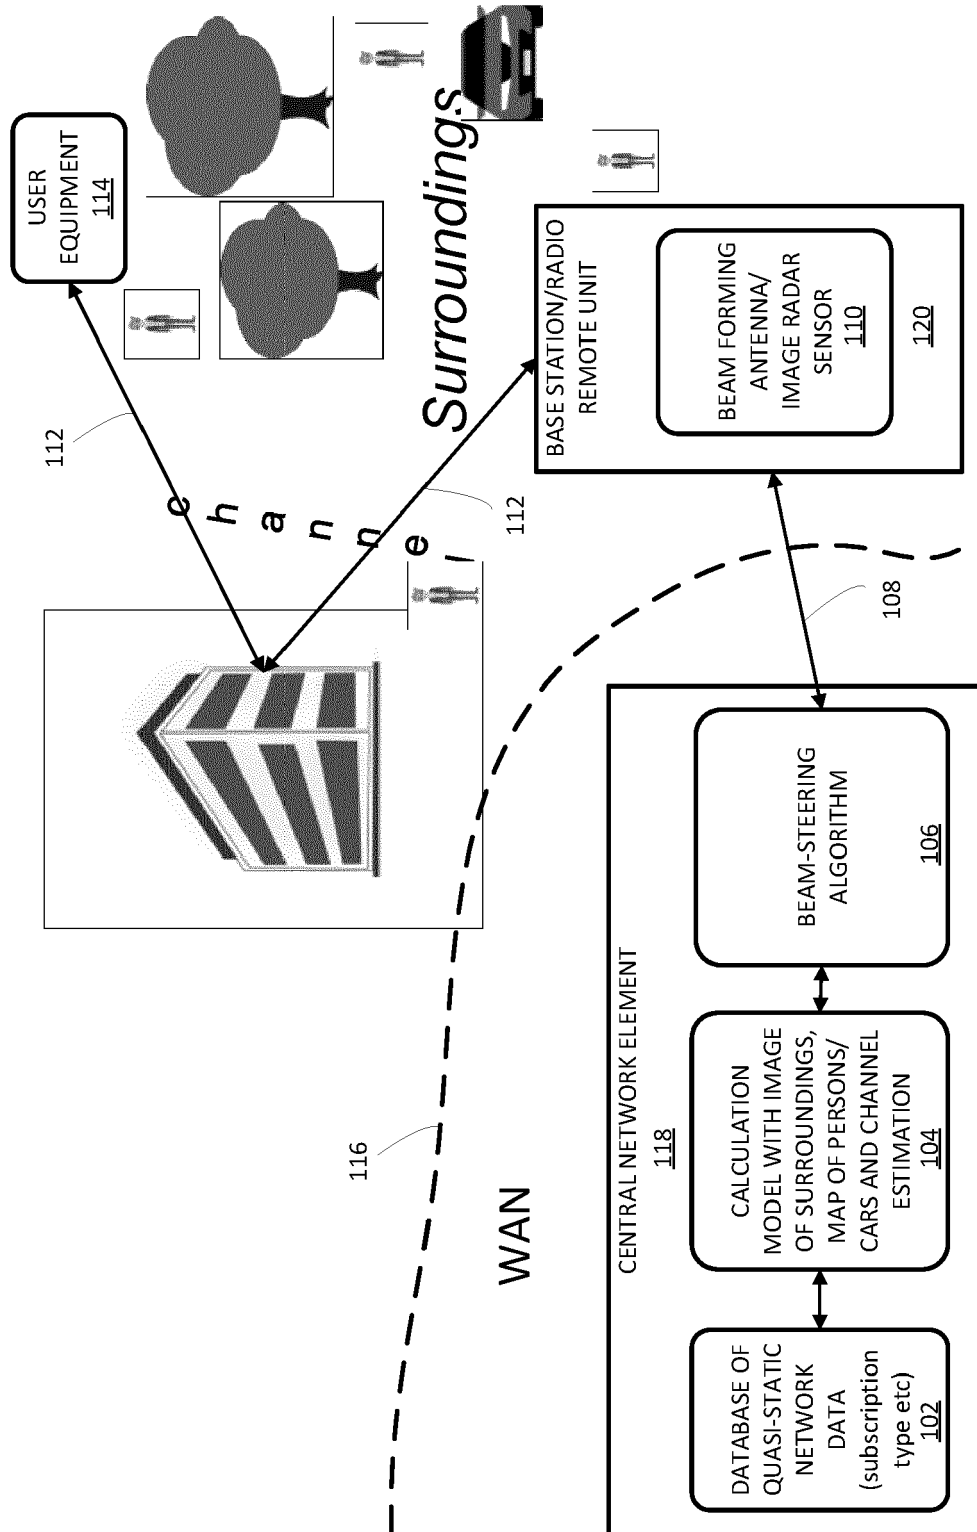 USER
EQUIPMENT
114
112
channel
112
Surroundings
BASE STATION/RADIO
REMOTE UNIT
BEAM FORMING
ANTENNA/
IMAGE RADAR
SENSOR
110
120
108
116
WAN
CENTRAL NETWORK ELEMENT
118
DATABASE OF
QUASI-STATIC
NETWORK
DATA
(subscription
type etc)
102
CALCULATION
MODEL WITH IMAGE
OF SURROUNDINGS,
MAP OF PERSONS/
CARS AND CHANNEL
ESTIMATION
104
BEAM-STEERING
ALGORITHM
106